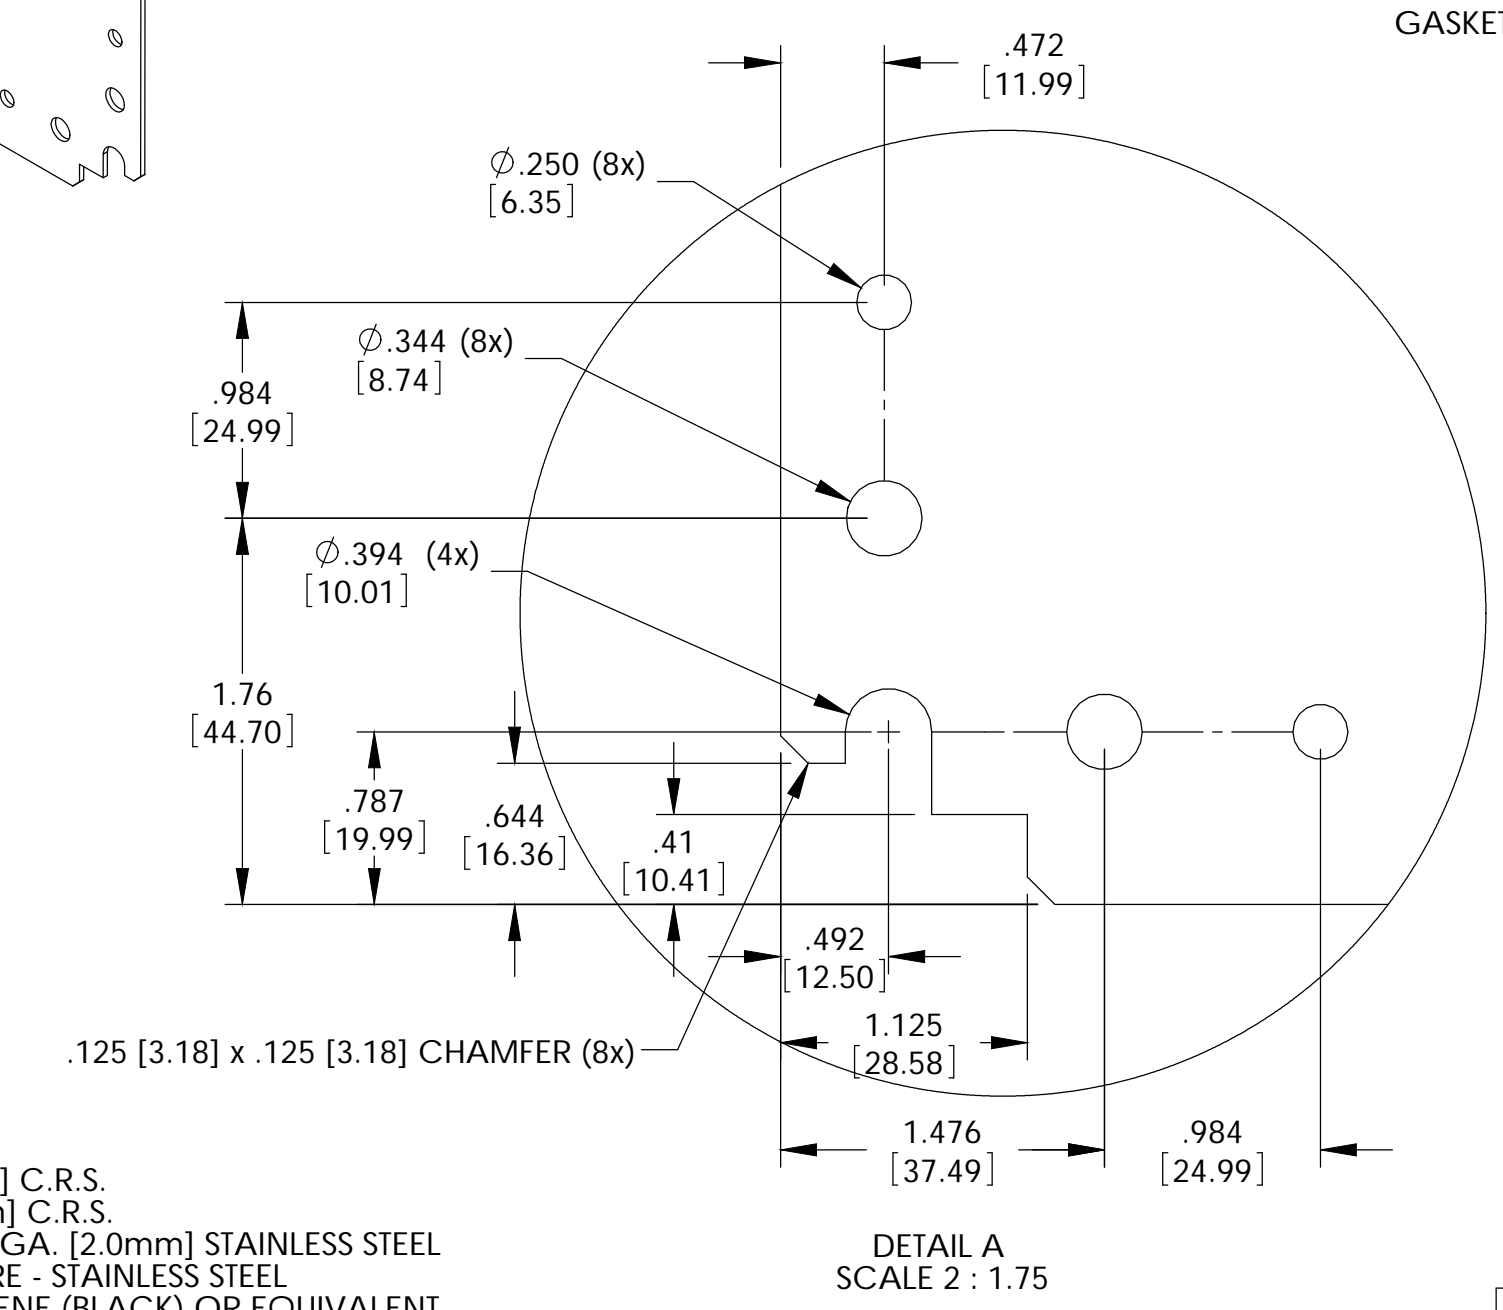 GASKET
.472
[11.99]
⌀.250 (8x)
[6.35]
⌀.344 (8x)
[8.74]
.984
[24.99]
⌀.394 (4x)
[10.01]
1.76
[44.70]
.787
[19.99]
.644
[16.36]
.41
[10.41]
.492
[12.50]
1.125
[28.58]
.125 [3.18] x .125 [3.18] CHAMFER (8x)
1.476
[37.49]
.984
[24.99]
] C.R.S.
] C.R.S.
GA. [2.0mm] STAINLESS STEEL
- STAINLESS STEEL
(BLACK) OR EQUIVALENT
DETAIL A
SCALE 2 : 1.75